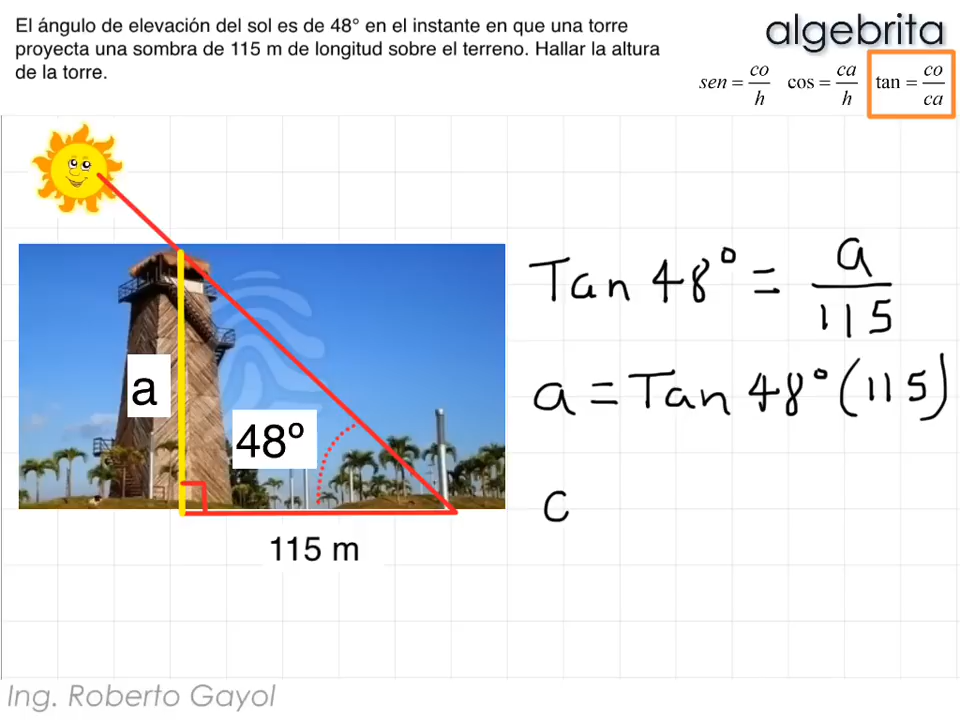 El ángulo de elevación del sol es de 48° en el instante en que una torre
proyecta una sombra de 115 m de longitud sobre el terreno. Hallar la altura
de la torre.
algebrita
sen = co/h cos = ca/h tan = co/ca
Tan 48° = a/115
a = Tan 48° (115)
a
48º
c
115 m
Ing. Roberto Gayol